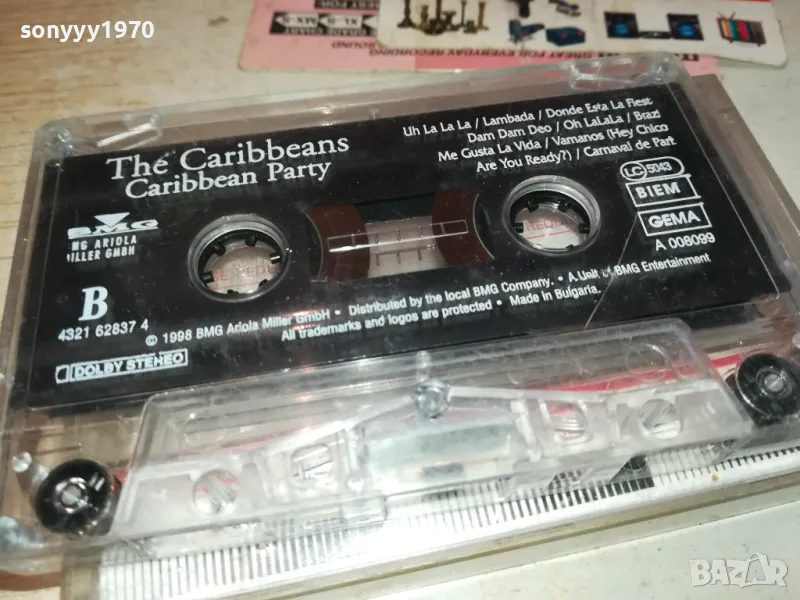 sonyyy1970
The Caribbeans
Caribbean Party
Uh La La La / Lambada / Donde Esta La Fiest
Dam Dam Deo / Oh LaLaLa / Brazi
Me Gusta La Vida / Vamanos (Hey Chico
Are You Ready?) / Carnaval de Part
LC 5043
BIEM
GEMA
A 008099
BMG
MG ARIOLA
ILLER GMBH
B
4321 62837 4
© 1998 BMG Ariola Miller GmbH • Distributed by the local BMG Company. • A Unit of BMG Entertainment
All trademarks and logos are protected • Made in Bulgaria.
DOLBY STEREO
BAZAR